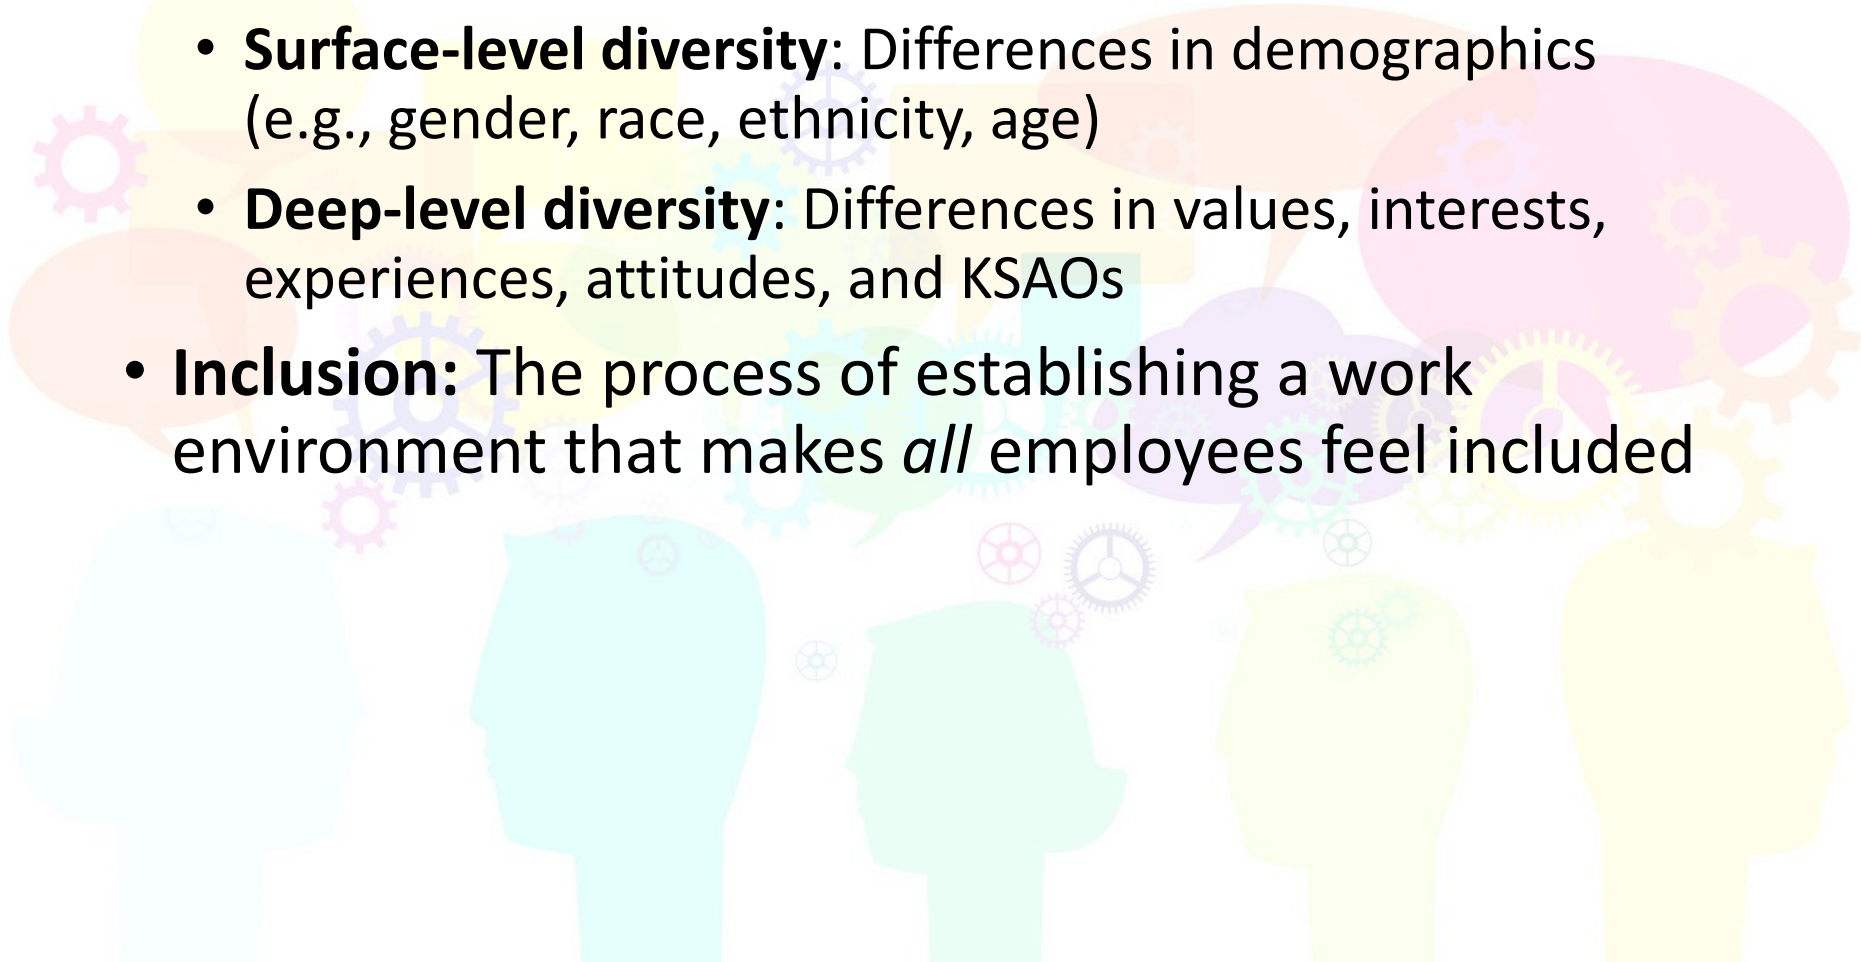 • Surface-level diversity: Differences in demographics
(e.g., gender, race, ethnicity, age)
• Deep-level diversity: Differences in values, interests,
experiences, attitudes, and KSAOs
• Inclusion: The process of establishing a work
environment that makes all employees feel included